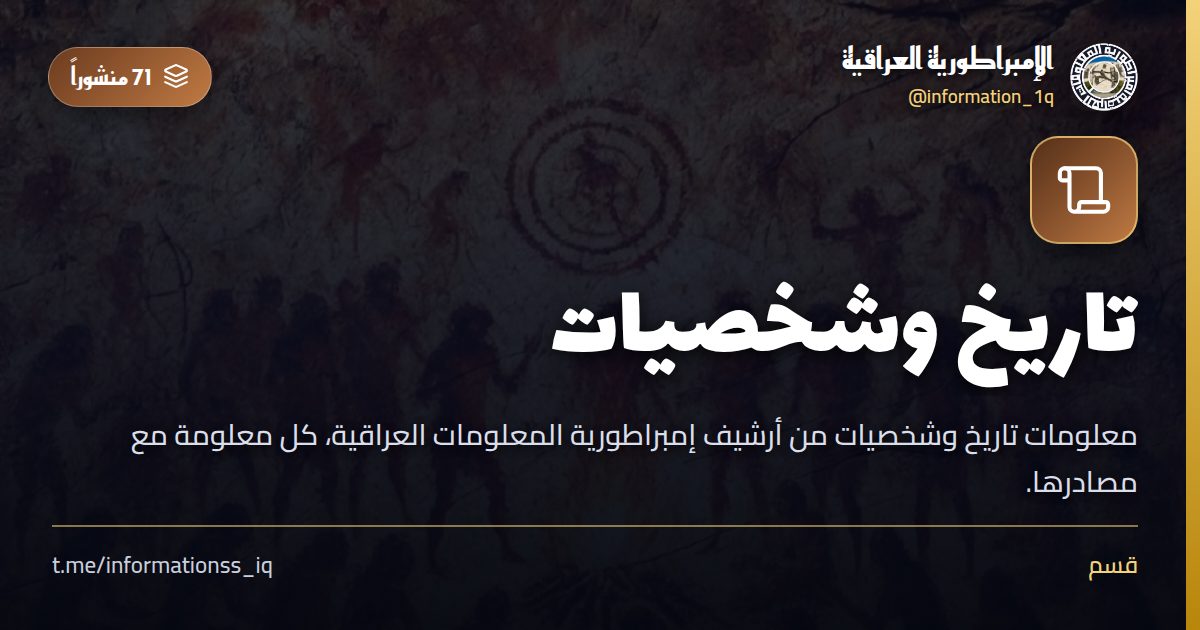 الإمبراطورية العراقية
@information_1q
71 منشوراً
تاريخ وشخصيات
معلومات تاريخ وشخصيات من أرشيف إمبراطورية المعلومات العراقية، كل معلومة مع
مصادرها.
قسم
t.me/informationss_iq